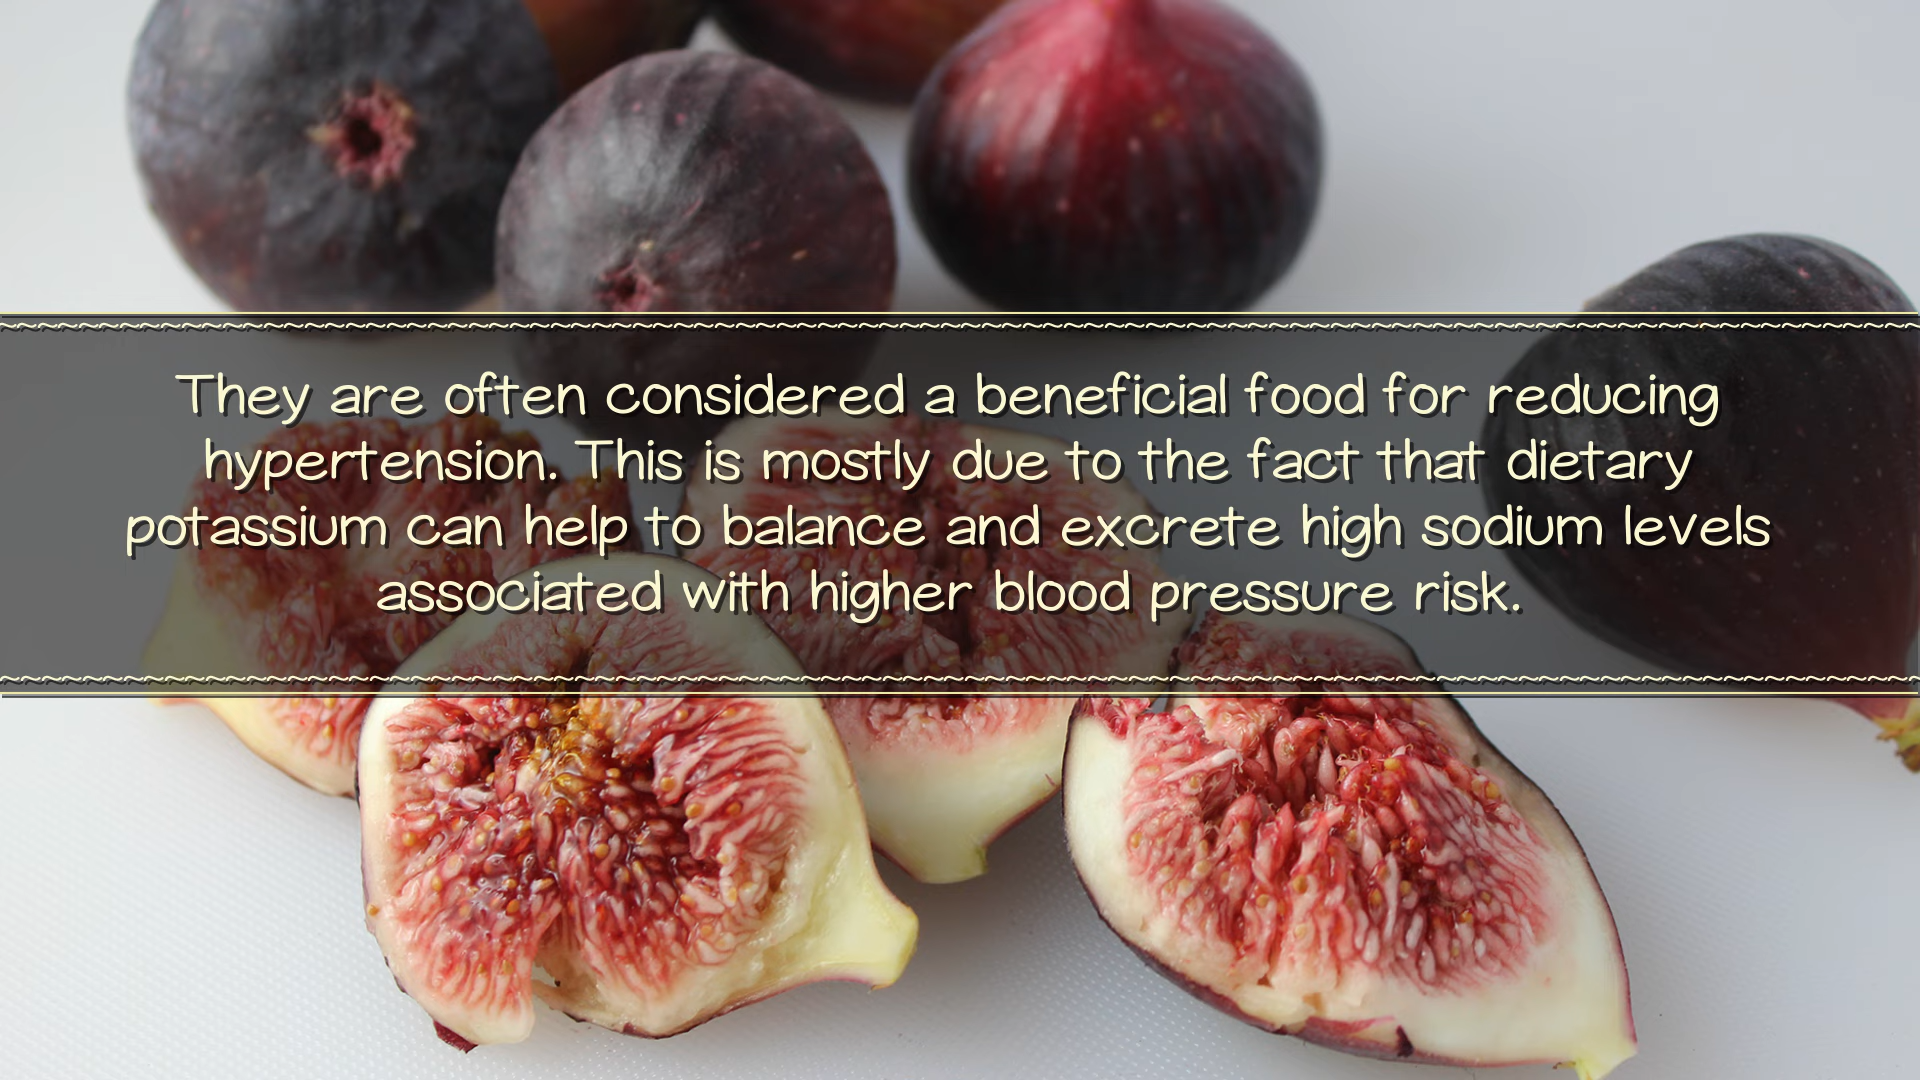 They are often considered a beneficial food for reducing
hypertension. This is mostly due to the fact that dietary
potassium can help to balance and excrete high sodium levels
associated with higher blood pressure risk.